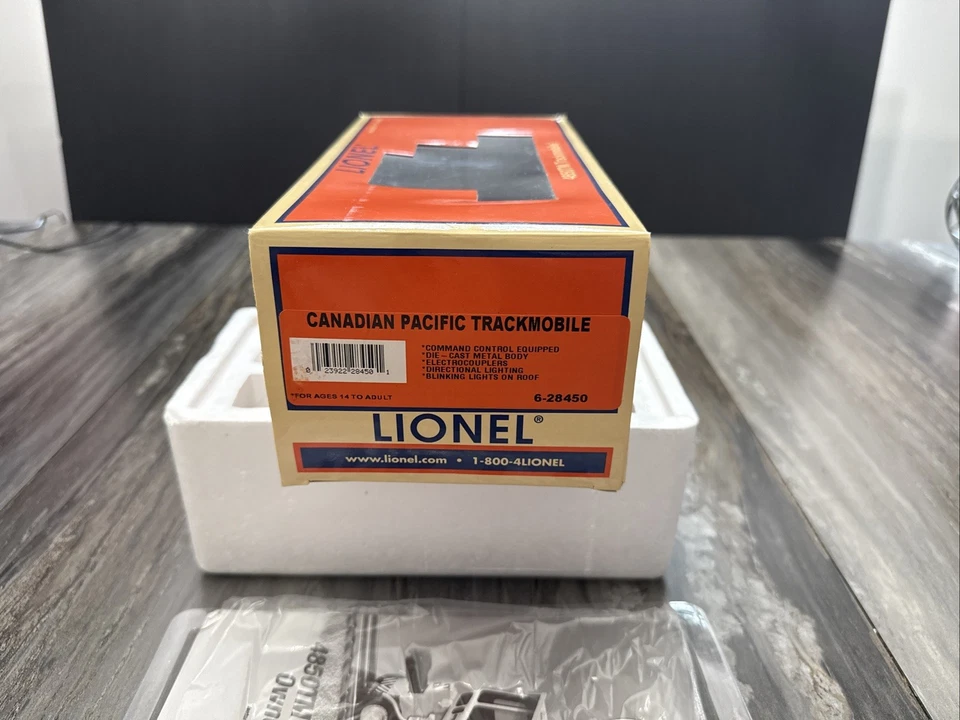 LIONEL
CANADIAN PACIFIC TRACKMOBILE
*COMMAND CONTROL EQUIPPED
*DIE-CAST METAL BODY
*ELECTROCOUPLERS
*DIRECTIONAL LIGHTING
*BLINKING LIGHTS ON ROOF
0 23922 28450 1
*FOR AGES 14 TO ADULT
6-28450
LIONEL®
www.lionel.com • 1-800-4LIONEL